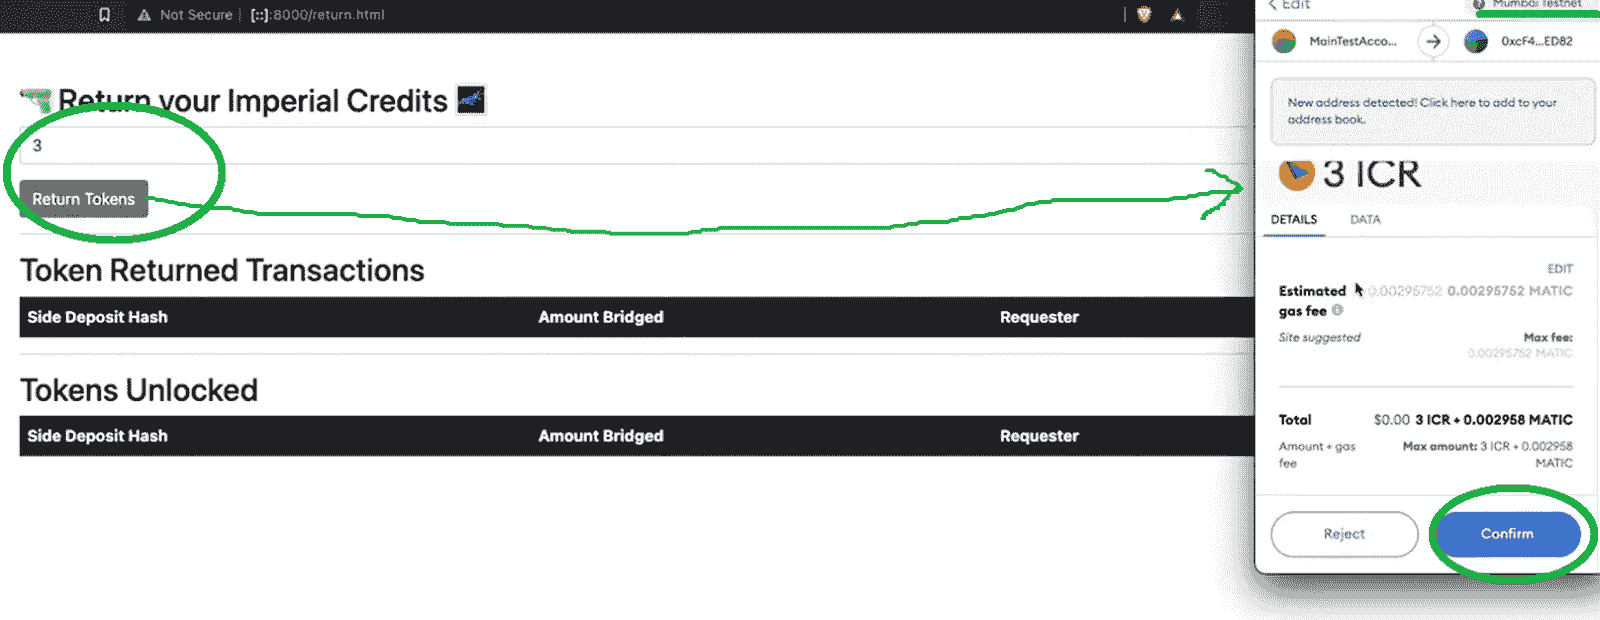 Not Secure [::]:8000/return.html
Return your Imperial Credits
3
Return Tokens
Token Returned Transactions
Side Deposit Hash Amount Bridged Requester
Tokens Unlocked
Side Deposit Hash Amount Bridged Requester
Edit Mumbai Testnet
MainTestAcco... 0xcF4...ED82
New address detected! Click here to add to your
address book.
3 ICR
DETAILS DATA
EDIT
Estimated 0.00295752 0.00295752 MATIC
gas fee
Site suggested Max fee:
0.00295752 MATIC
Total $0.00 3 ICR + 0.002958 MATIC
Amount + gas Max amount: 3 ICR + 0.002958
fee MATIC
Reject Confirm